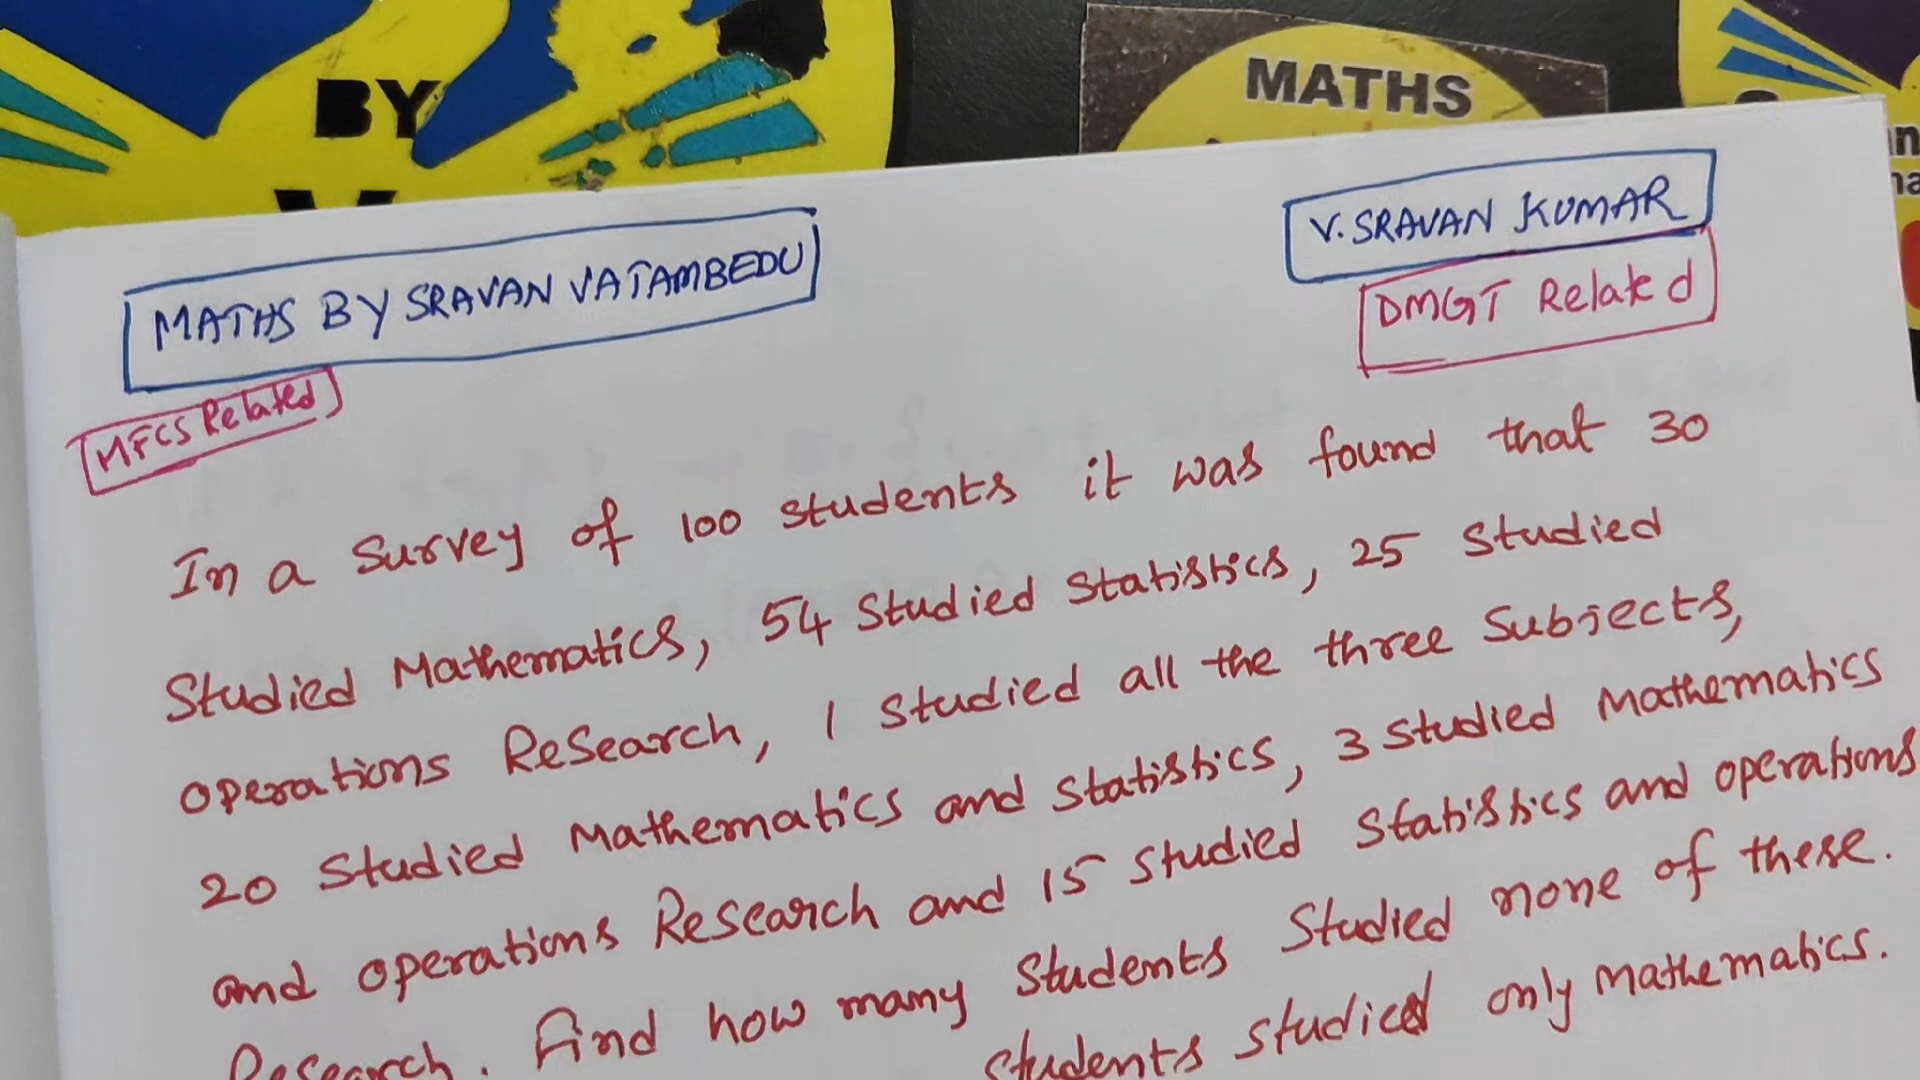 BY
MATHS
MATHS BY SRAVAN VATAMBEDU
V. SRAVAN KUMAR
DMGT Related
MFCS Related
In a Survey of 100 students it was found that 30
Studied Mathematics, 54 Studied Statistics, 25 Studied
operations Research, 1 Studied all the three Subjects,
20 Studied Mathematics and Statistics, 3 Studied Mathematics
and operations Research and 15 Studied Statistics and operations
Research. Find how many Students Studied none of these.
Students Studied only Mathematics.